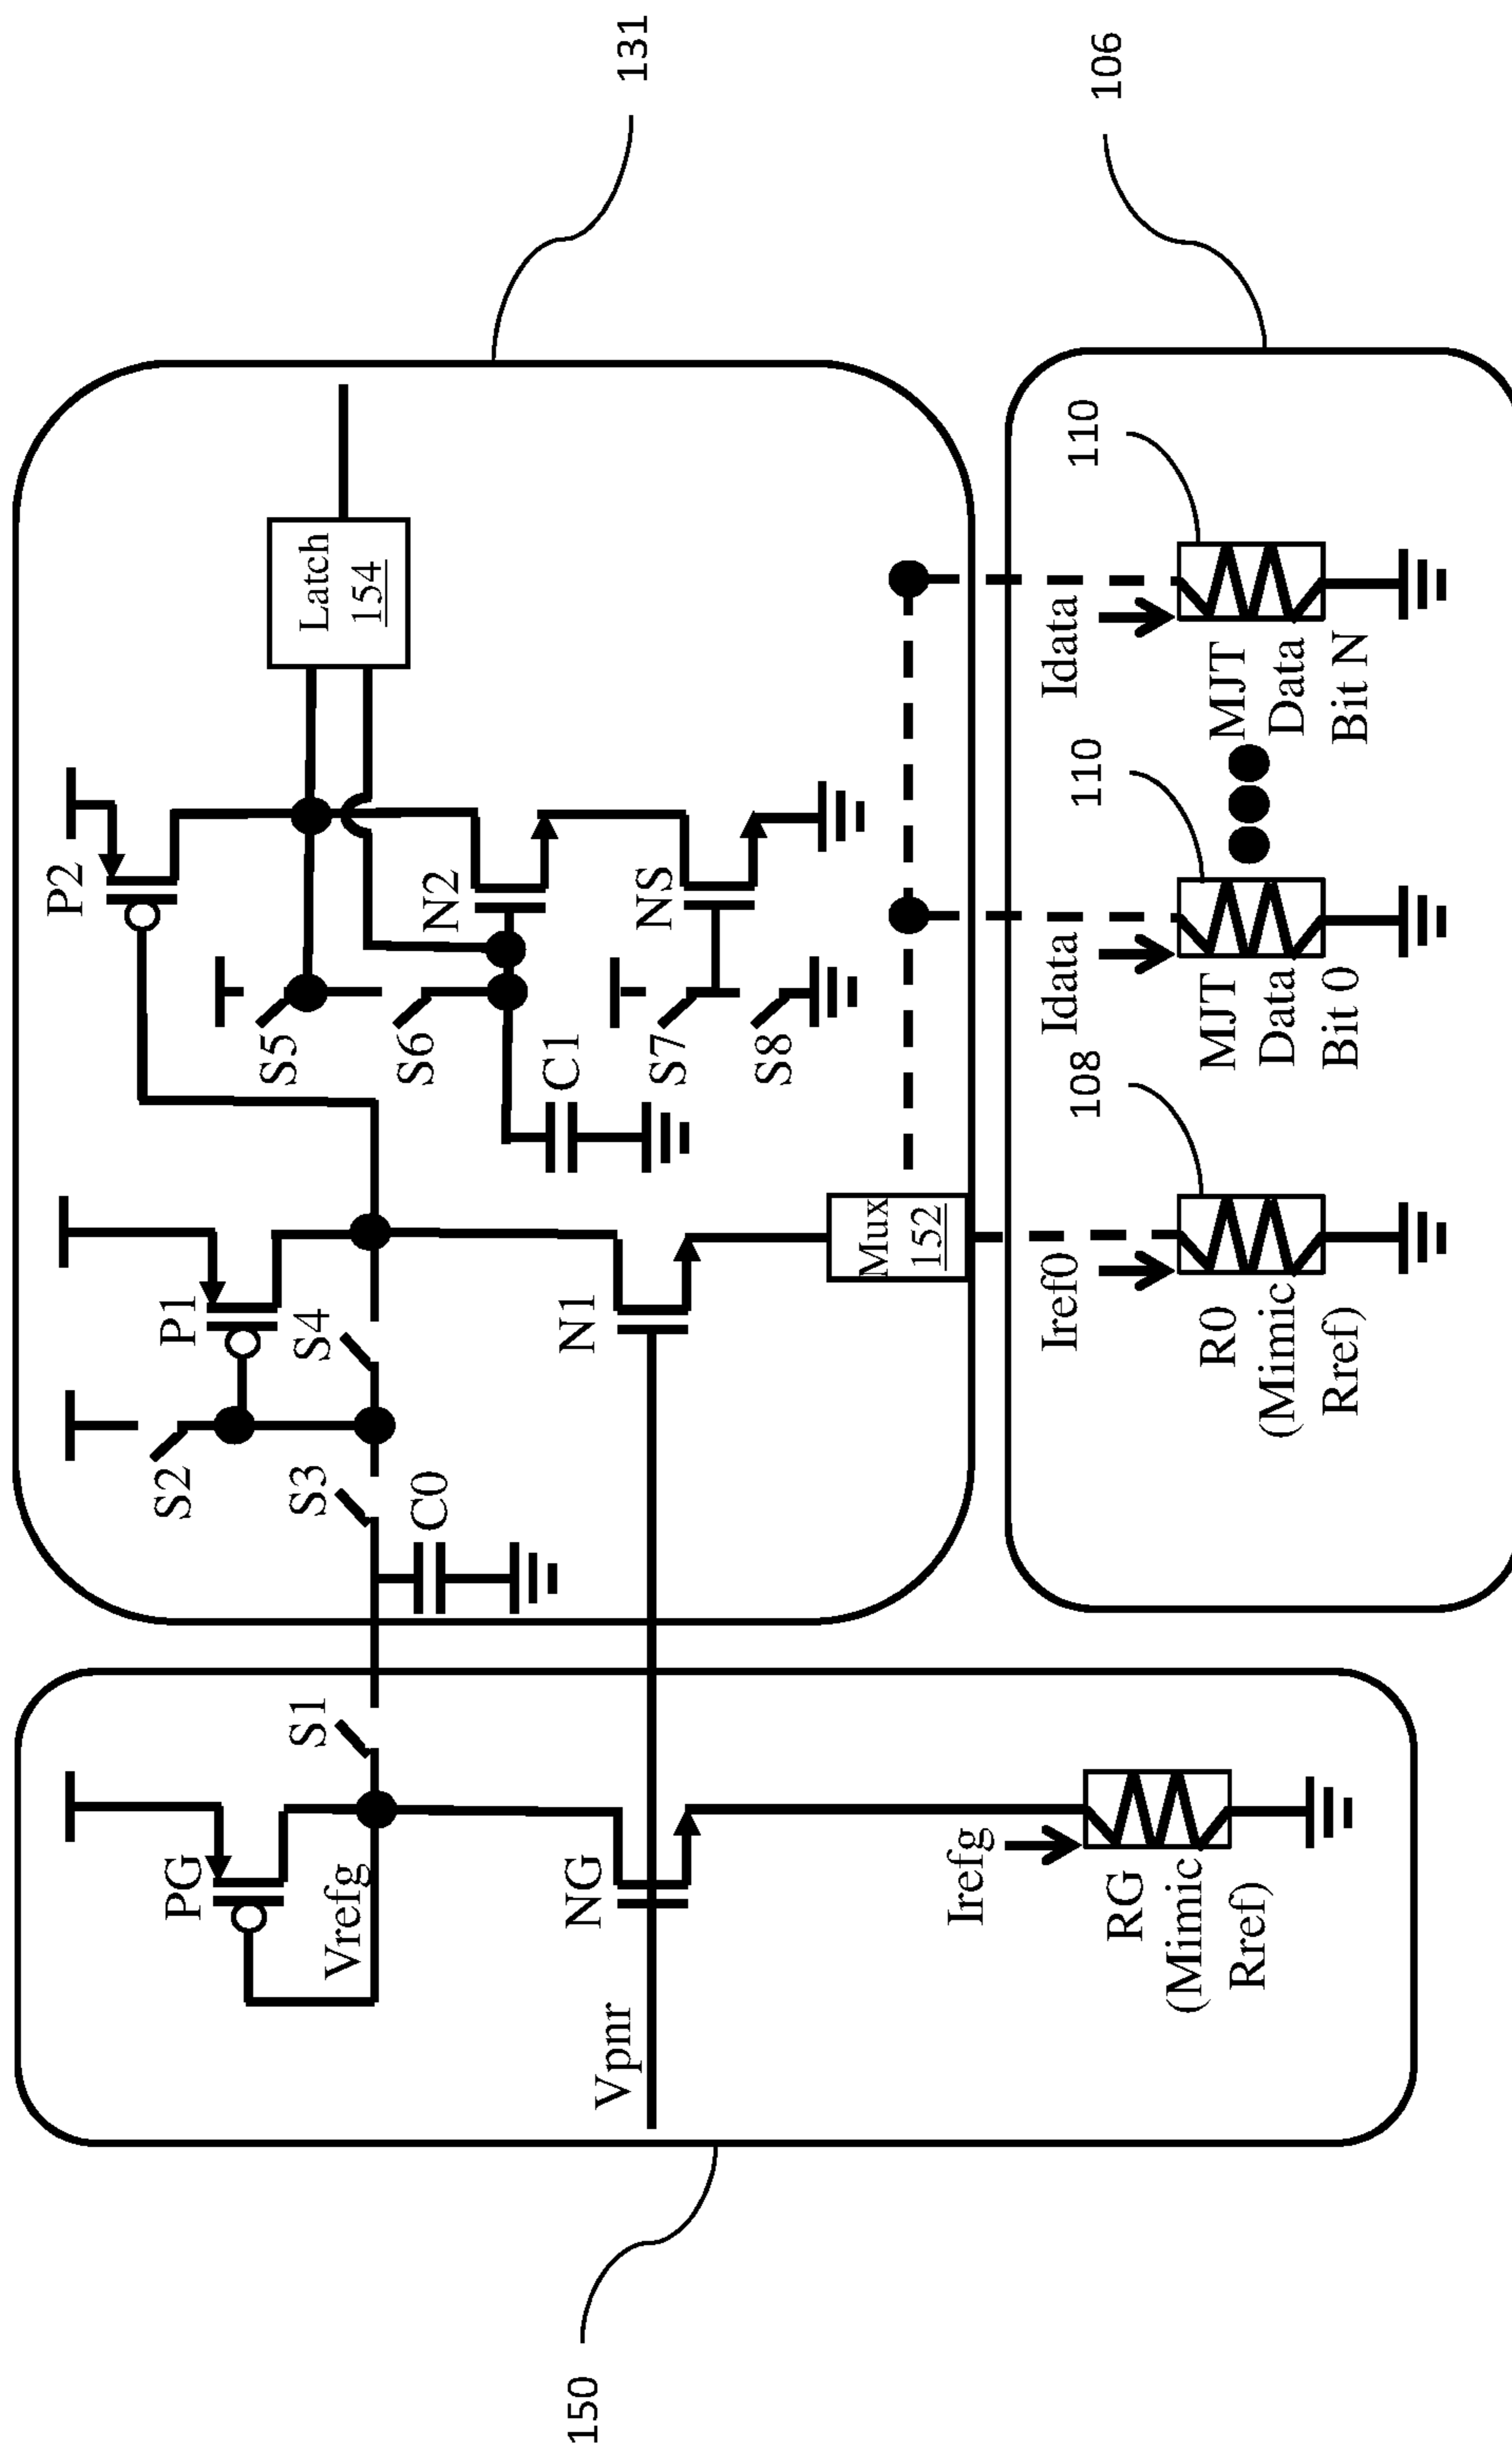 150
131
106
PG
Vrefg
S1
Vpnr
NG
Irefg
RG
(Mimic
Rref)
S2
P1
S3
S4
C0
N1
Mux
152
P2
S5
S6
N2
C1
S7
NS
S8
Latch
154
Iref0
108
R0
(Mimic
Rref)
Idata
110
MJT
Data
Bit 0
Idata
110
MJT
Data
Bit N